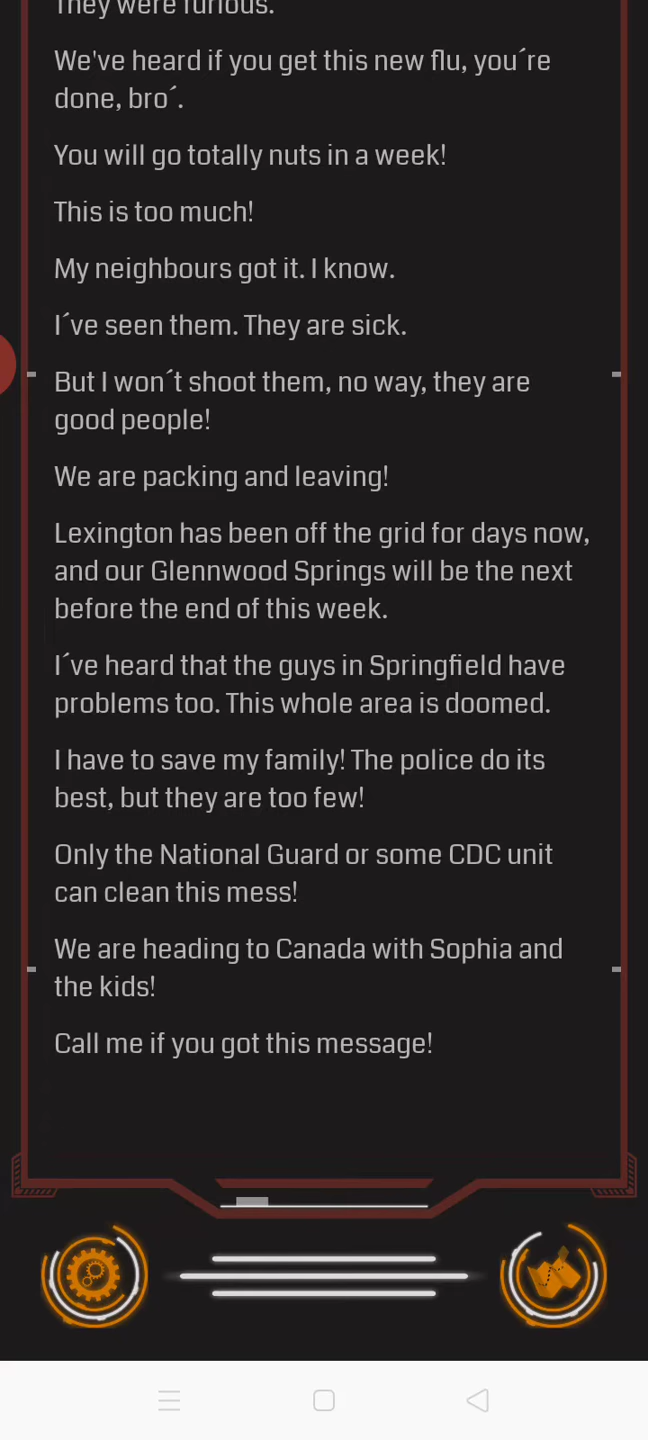 They were furious.
We've heard if you get this new flu, you´re
done, bro´.
You will go totally nuts in a week!
This is too much!
My neighbours got it. I know.
I´ve seen them. They are sick.
But I won´t shoot them, no way, they are
good people!
We are packing and leaving!
Lexington has been off the grid for days now,
and our Glennwood Springs will be the next
before the end of this week.
I´ve heard that the guys in Springfield have
problems too. This whole area is doomed.
I have to save my family! The police do its
best, but they are too few!
Only the National Guard or some CDC unit
can clean this mess!
We are heading to Canada with Sophia and
the kids!
Call me if you got this message!